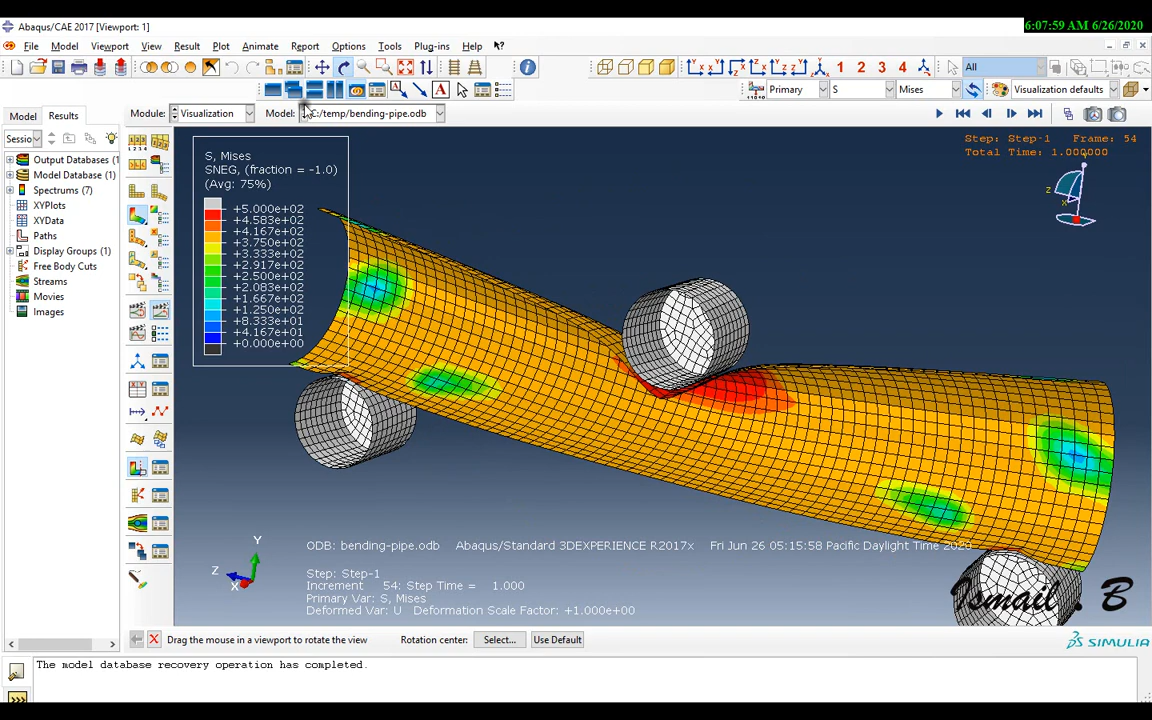 6:07:59 AM 6/26/2020
Abaqus/CAE 2017 [Viewport: 1]
File Model Viewport View Result Plot Animate Report Options Tools Plug-ins Help
1 2 3 4 All
A Primary S Mises Visualization defaults
Model Results Module: Visualization Model: C:/temp/bending-pipe.odb
Sessio
Output Databases (1
Model Database (1)
Spectrums (7)
XYPlots
XYData
Paths
Display Groups (1)
Free Body Cuts
Streams
Movies
Images
Step: Step-1 Frame: 54
Total Time: 1.000000
S, Mises
SNEG, (fraction = -1.0)
(Avg: 75%)
+5.000e+02
+4.583e+02
+4.167e+02
+3.750e+02
+3.333e+02
+2.917e+02
+2.500e+02
+2.083e+02
+1.667e+02
+1.250e+02
+8.333e+01
+4.167e+01
+0.000e+00
Y
Z
X
Y
Z
X
ODB: bending-pipe.odb Abaqus/Standard 3DEXPERIENCE R2017x Fri Jun 26 05:15:58 Pacific Daylight Time 2020
Step: Step-1
Increment 54: Step Time = 1.000
Primary Var: S, Mises
Deformed Var: U Deformation Scale Factor: +1.000e+00
Ismail . B
Drag the mouse in a viewport to rotate the view Rotation center: Select... Use Default
SIMULIA
The model database recovery operation has completed.
>>>